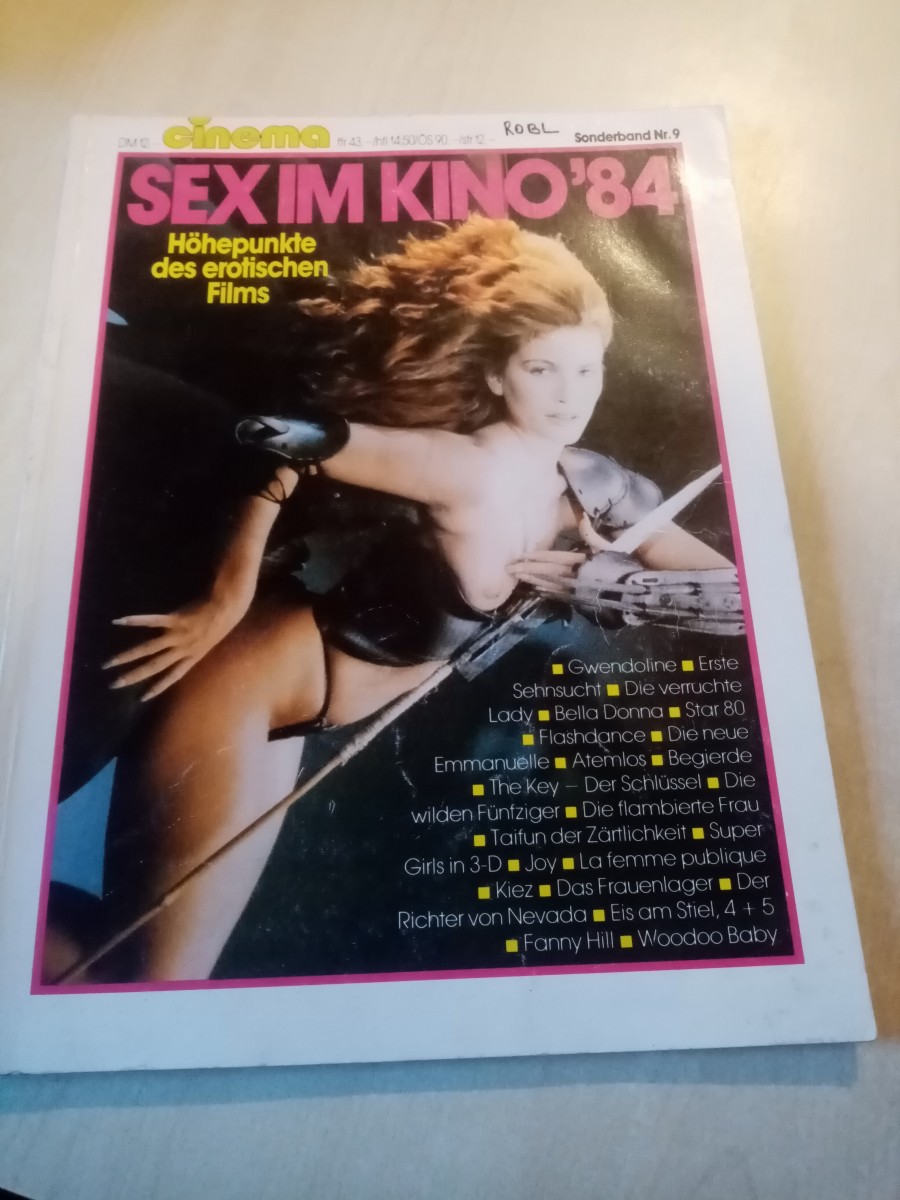 DM 12,– cinema ffr 43,–/hfl 14,50/ÖS 90,–/sfr 12,–
ROBL
Sonderband Nr. 9
SEX IM KINO '84
Höhepunkte
des erotischen
Films
■ Gwendoline ■ Erste
Sehnsucht ■ Die verruchte
Lady ■ Bella Donna ■ Star 80
■ Flashdance ■ Die neue
Emmanuelle ■ Atemlos ■ Begierde
■ The Key – Der Schlüssel ■ Die
wilden Fünfziger ■ Die flambierte Frau
■ Taifun der Zärtlichkeit ■ Super
Girls in 3-D ■ Joy ■ La femme publique
■ Kiez ■ Das Frauenlager ■ Der
Richter von Nevada ■ Eis am Stiel, 4 + 5
■ Fanny Hill ■ Woodoo Baby